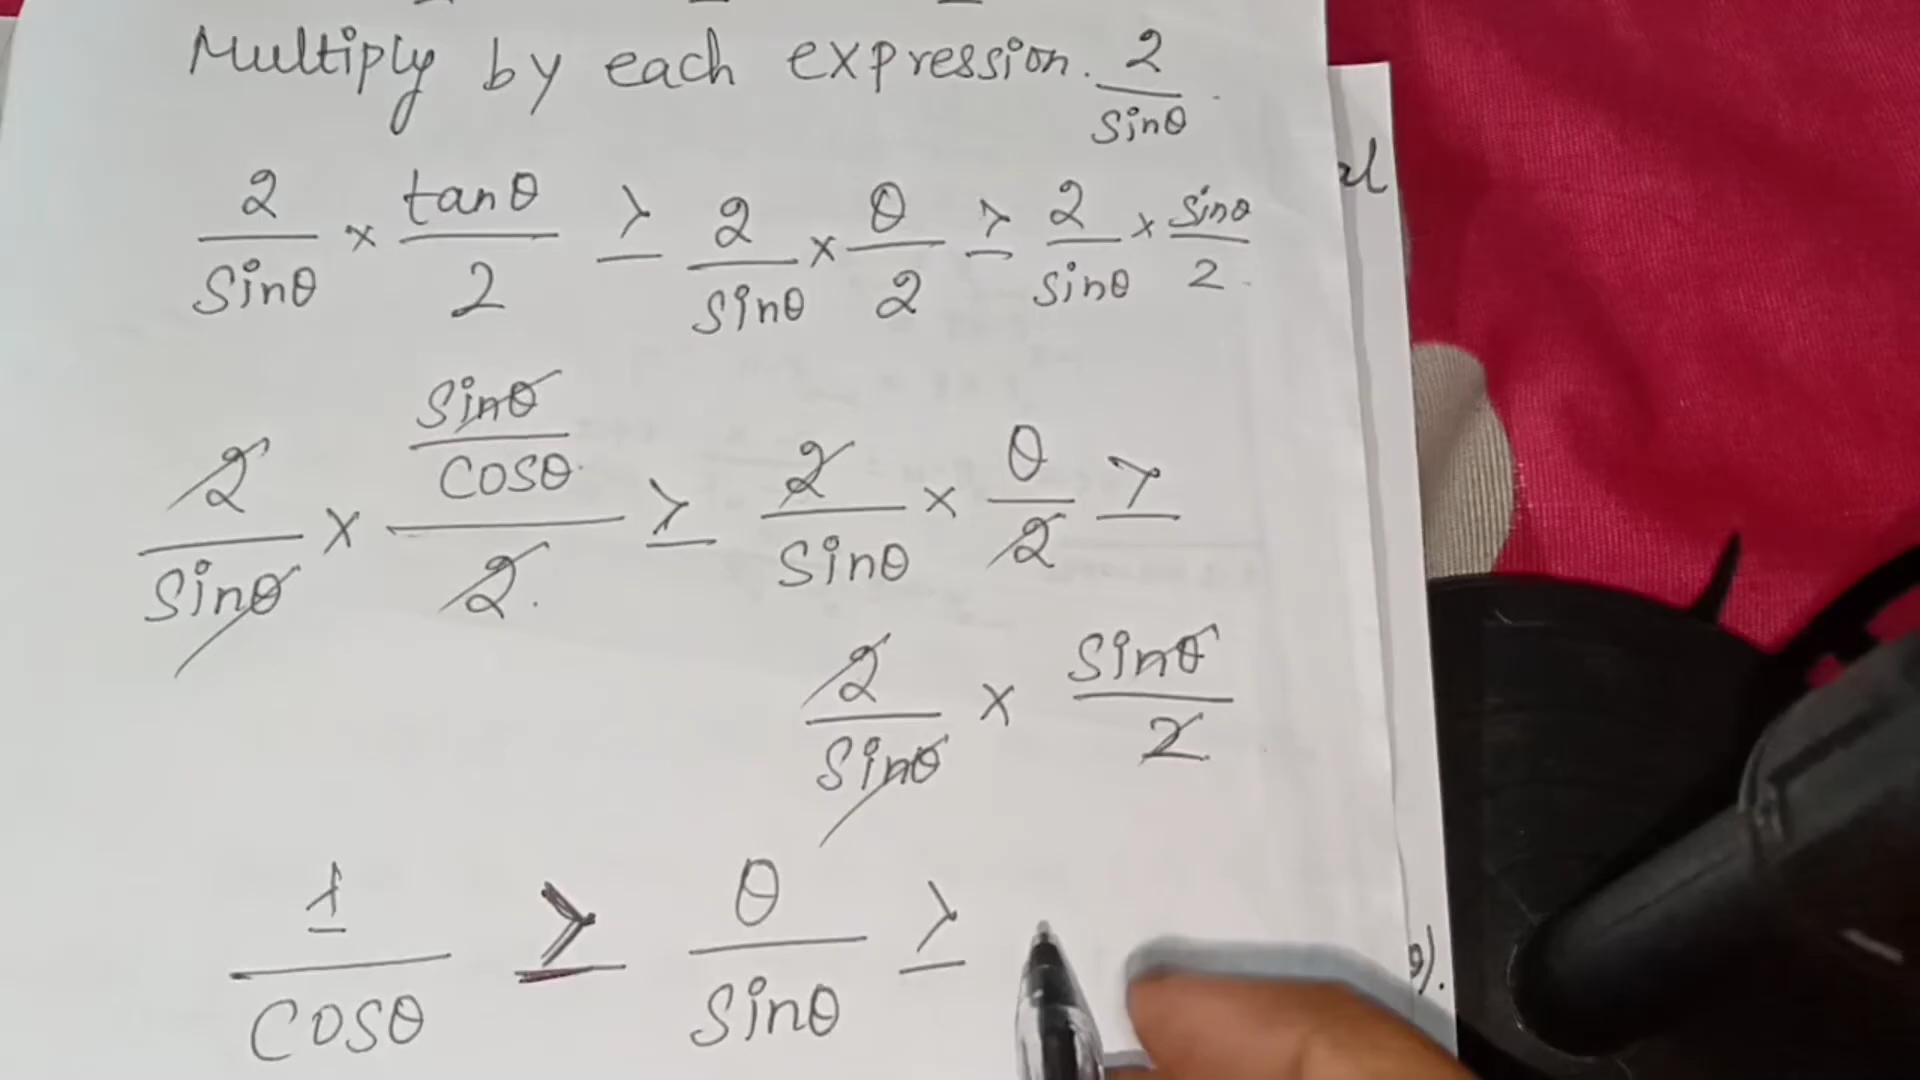 Multiply by each expression. 2/sinθ.
2/sinθ × tanθ/2 ≥ 2/sinθ × θ/2 ≥ 2/sinθ × sinθ/2.
2/sinθ × (sinθ/cosθ)/2. ≥ 2/sinθ × θ/2 ≥
2/sinθ × sinθ/2
1/cosθ ≥ θ/sinθ ≥